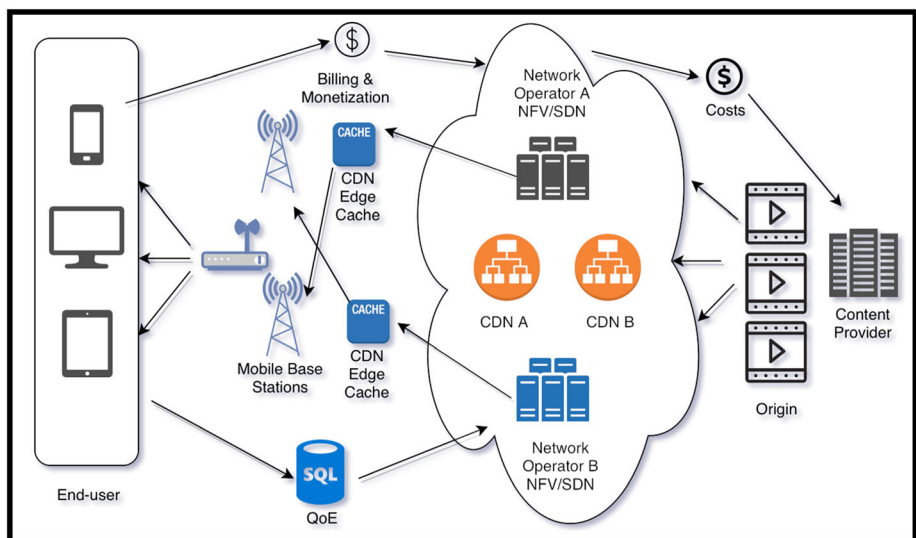 $
Billing &
Monetization
Network
Operator A
NFV/SDN
$
Costs
CACHE
CDN
Edge
Cache
CDN A
CDN B
CACHE
CDN
Edge
Cache
Mobile Base
Stations
Content
Provider
Origin
Network
Operator B
NFV/SDN
SQL
QoE
End-user